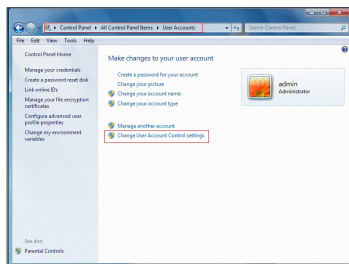 Control Panel ▸ All Control Panel Items ▸ User Accounts
Search Control Panel
File Edit View Tools Help
Control Panel Home
Manage your credentials
Create a password reset disk
Link online IDs
Manage your file encryption
certificates
Configure advanced user
profile properties
Change my environment
variables
See also
Parental Controls
Make changes to your user account
Create a password for your account
Change your picture
Change your account name
Change your account type
Manage another account
Change User Account Control settings
admin
Administrator